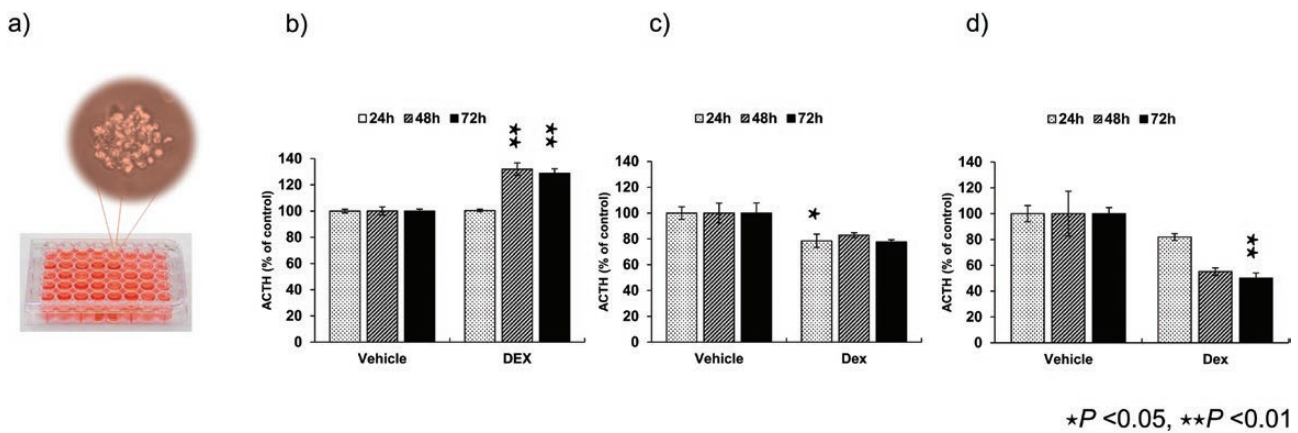 a)
b)
c)
d)
24h 48h 72h
ACTH (% of control)
140
120
100
80
60
40
20
0
★★
★★
Vehicle
DEX
24h 48h 72h
ACTH (% of control)
140
120
100
80
60
40
20
0
★
Vehicle
Dex
24h 48h 72h
ACTH (% of control)
140
120
100
80
60
40
20
0
★★
Vehicle
Dex
★P <0.05, ★★P <0.01